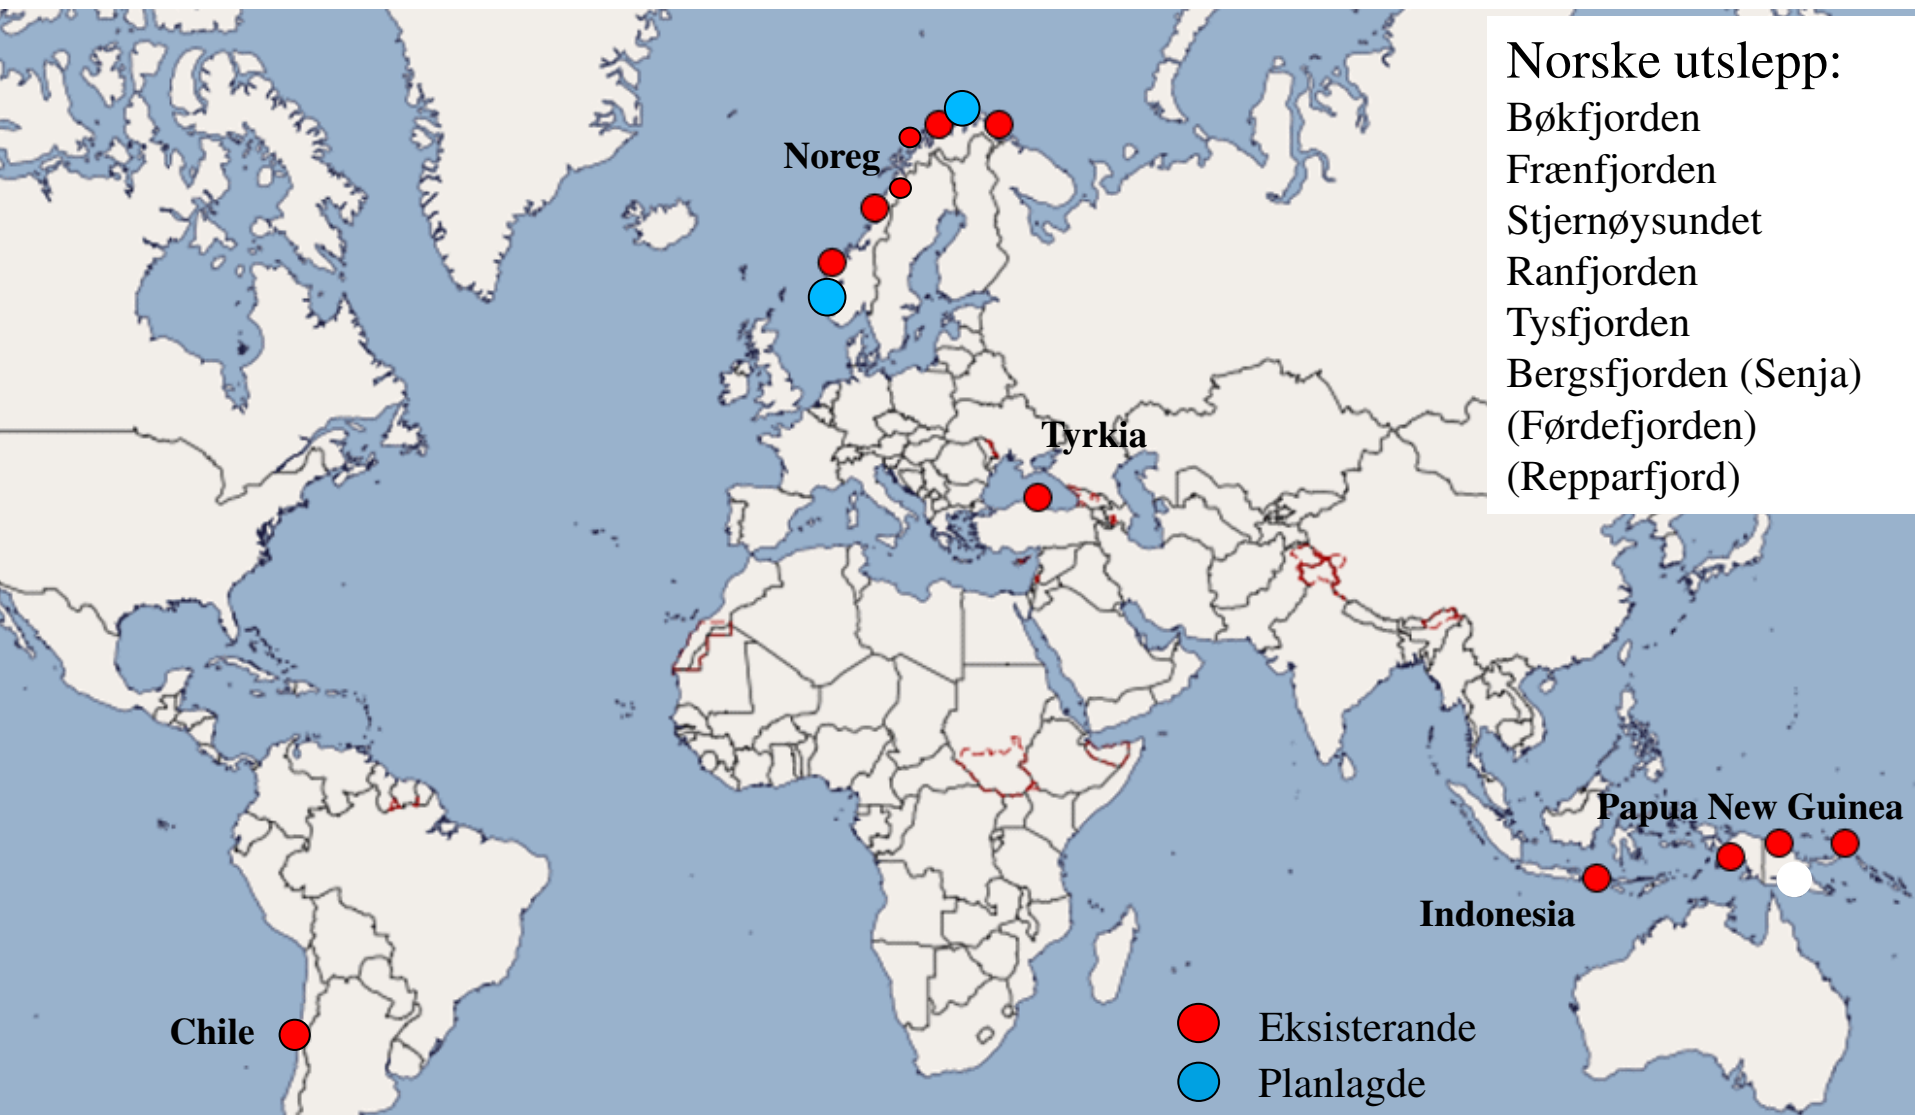 Norske utslepp:
Bøkfjorden
Frænfjorden
Stjernøysundet
Ranfjorden
Tysfjorden
Bergsfjorden (Senja)
(Førdefjorden)
(Repparfjord)
Noreg
Tyrkia
Papua New Guinea
Indonesia
Chile
Eksisterande
Planlagde